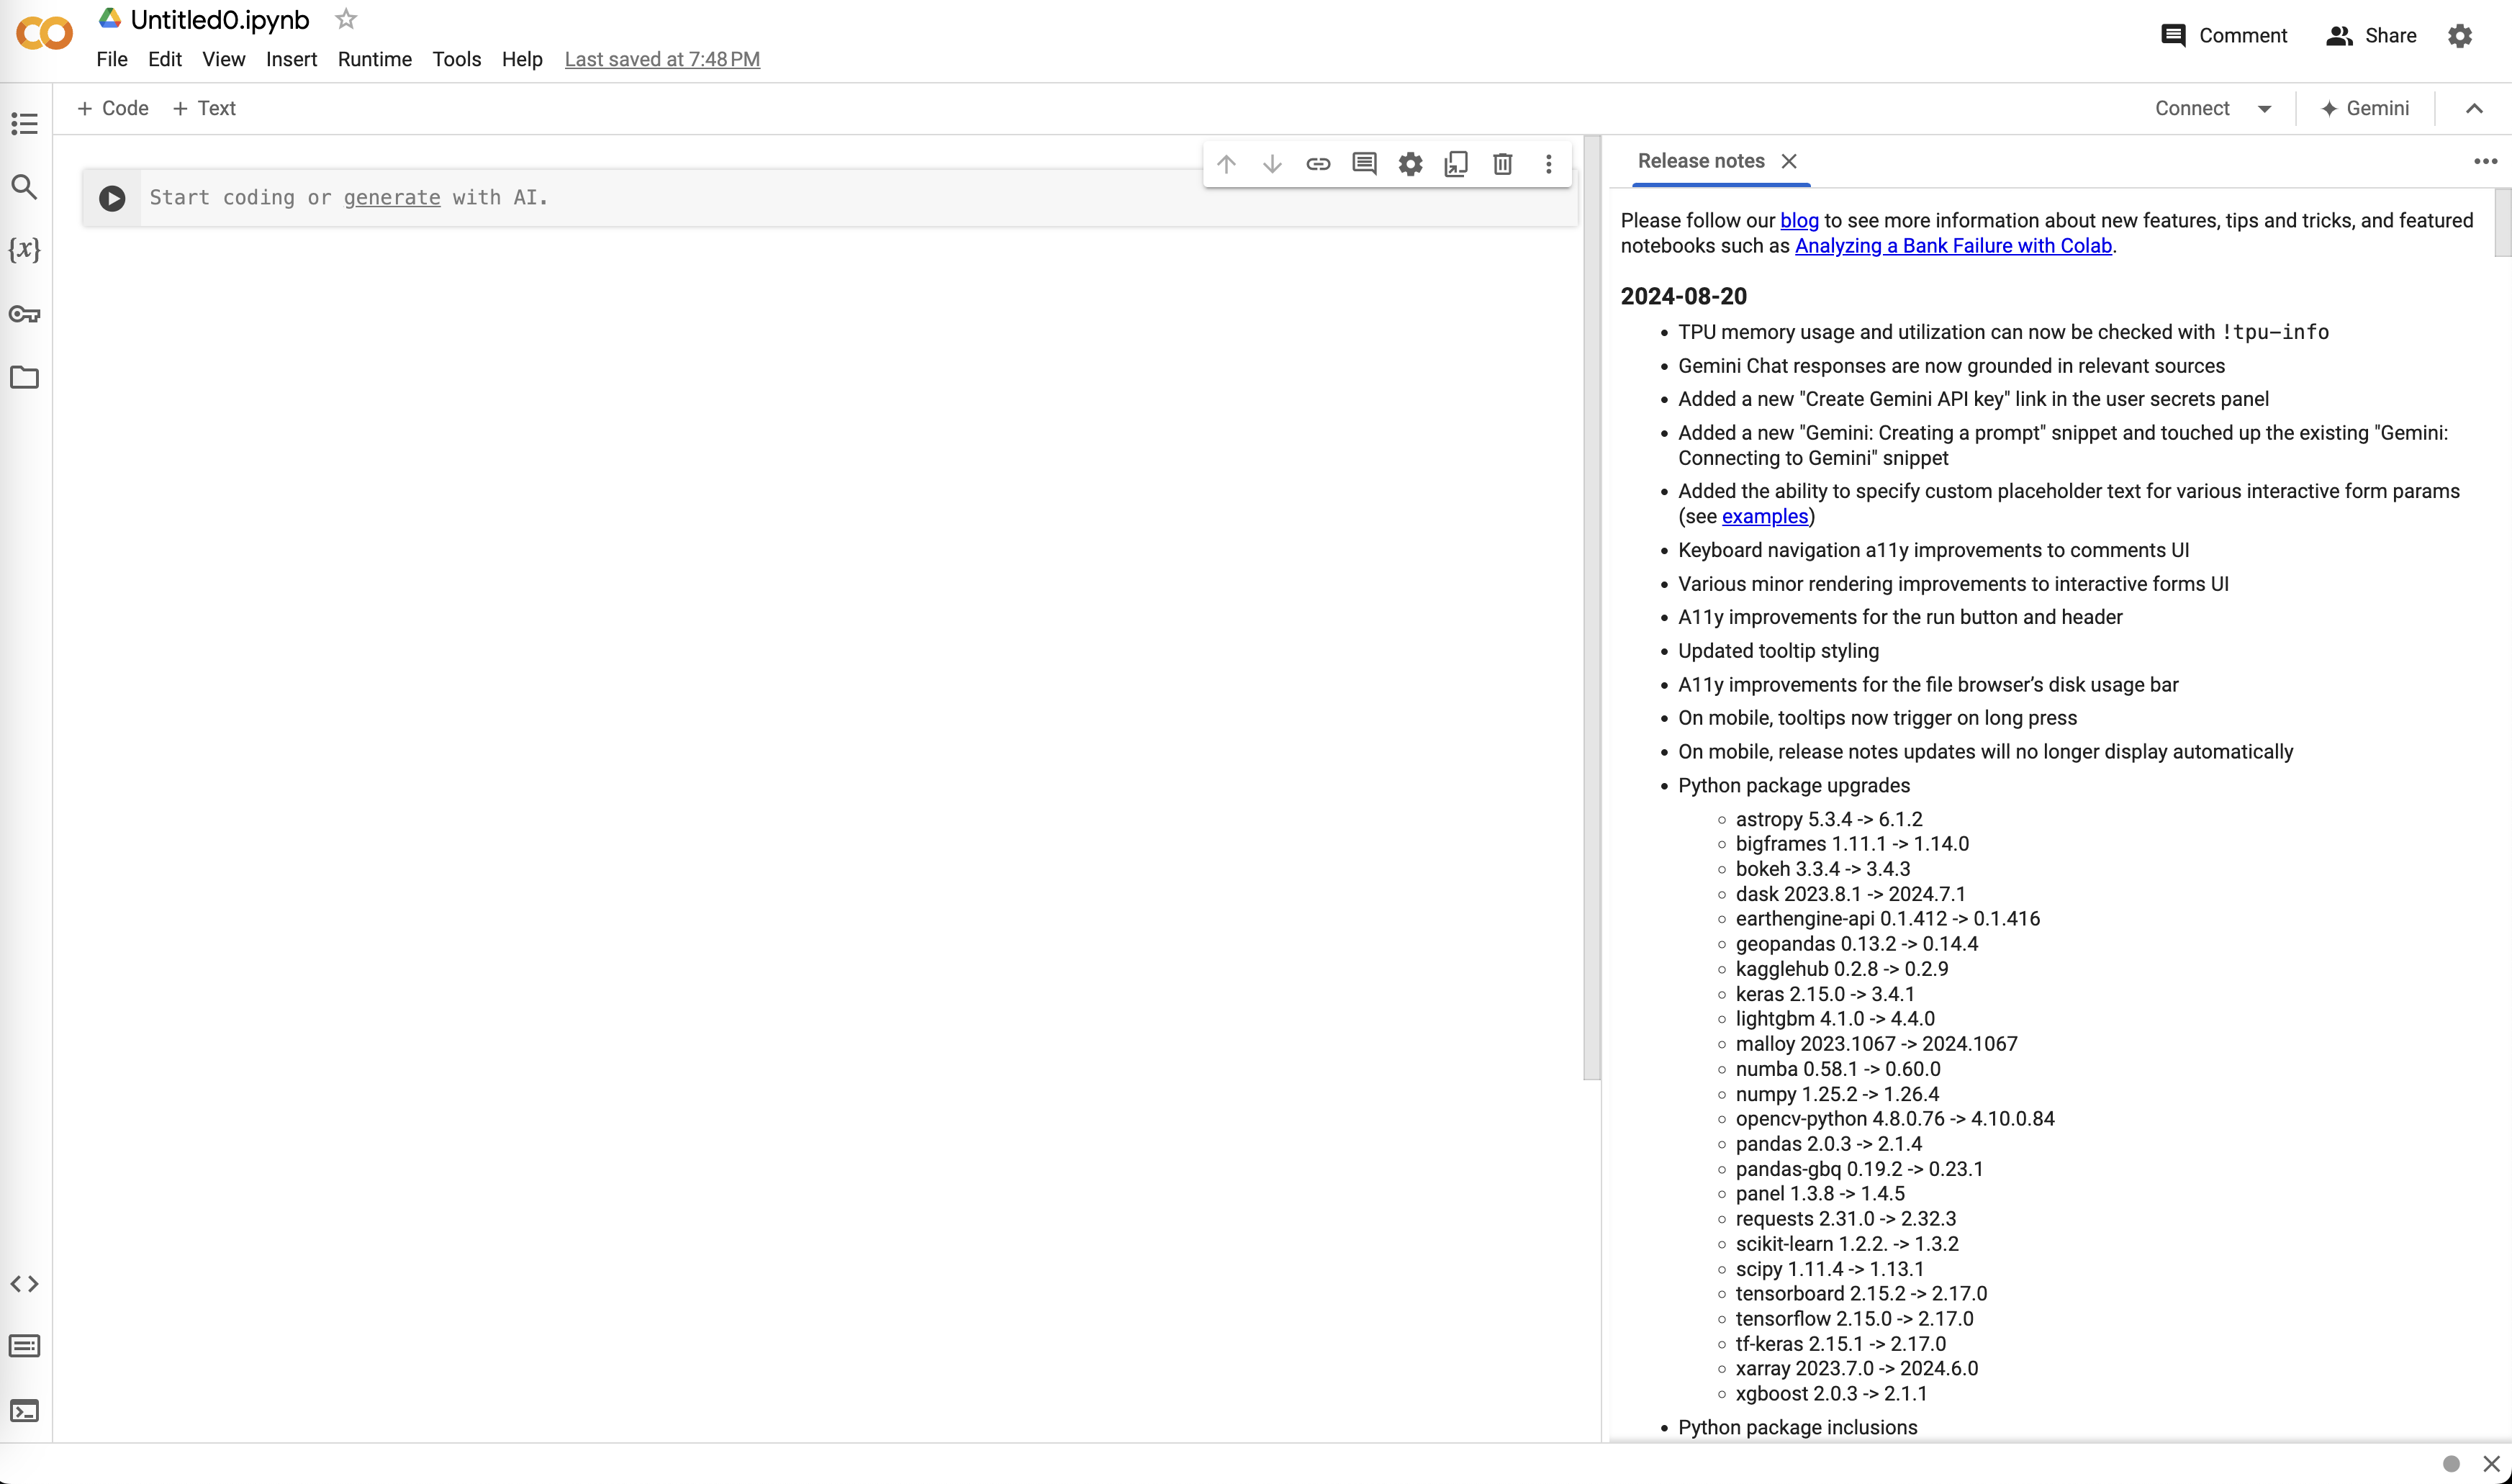 Untitled0.ipynb
File Edit View Insert Runtime Tools Help Last saved at 7:48 PM
Comment Share
+ Code + Text
Connect Gemini
Start coding or generate with AI.
{x}
Release notes
Please follow our blog to see more information about new features, tips and tricks, and featured
notebooks such as Analyzing a Bank Failure with Colab.
2024-08-20
• TPU memory usage and utilization can now be checked with !tpu-info
• Gemini Chat responses are now grounded in relevant sources
• Added a new "Create Gemini API key" link in the user secrets panel
• Added a new "Gemini: Creating a prompt" snippet and touched up the existing "Gemini:
Connecting to Gemini" snippet
• Added the ability to specify custom placeholder text for various interactive form params
(see examples)
• Keyboard navigation a11y improvements to comments UI
• Various minor rendering improvements to interactive forms UI
• A11y improvements for the run button and header
• Updated tooltip styling
• A11y improvements for the file browser’s disk usage bar
• On mobile, tooltips now trigger on long press
• On mobile, release notes updates will no longer display automatically
• Python package upgrades
◦ astropy 5.3.4 -> 6.1.2
◦ bigframes 1.11.1 -> 1.14.0
◦ bokeh 3.3.4 -> 3.4.3
◦ dask 2023.8.1 -> 2024.7.1
◦ earthengine-api 0.1.412 -> 0.1.416
◦ geopandas 0.13.2 -> 0.14.4
◦ kagglehub 0.2.8 -> 0.2.9
◦ keras 2.15.0 -> 3.4.1
◦ lightgbm 4.1.0 -> 4.4.0
◦ malloy 2023.1067 -> 2024.1067
◦ numba 0.58.1 -> 0.60.0
◦ numpy 1.25.2 -> 1.26.4
◦ opencv-python 4.8.0.76 -> 4.10.0.84
◦ pandas 2.0.3 -> 2.1.4
◦ pandas-gbq 0.19.2 -> 0.23.1
◦ panel 1.3.8 -> 1.4.5
◦ requests 2.31.0 -> 2.32.3
◦ scikit-learn 1.2.2. -> 1.3.2
◦ scipy 1.11.4 -> 1.13.1
◦ tensorboard 2.15.2 -> 2.17.0
◦ tensorflow 2.15.0 -> 2.17.0
◦ tf-keras 2.15.1 -> 2.17.0
◦ xarray 2023.7.0 -> 2024.6.0
◦ xgboost 2.0.3 -> 2.1.1
• Python package inclusions